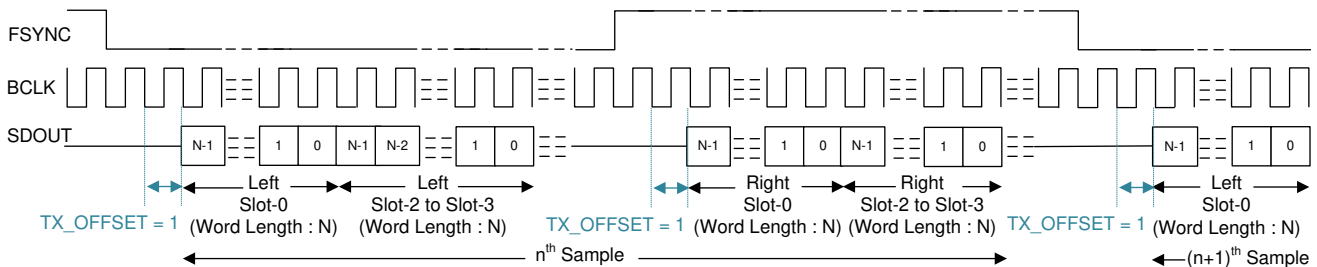 FSYNC
BCLK
SDOUT
N-1 1 0 N-1 N-2 1 0 N-1 1 0 N-1 1 0 N-1 1 0
TX_OFFSET = 1
Left
Slot-0
(Word Length : N)
Left
Slot-2 to Slot-3
(Word Length : N)
TX_OFFSET = 1
Right
Slot-0
(Word Length : N)
Right
Slot-2 to Slot-3
(Word Length : N)
TX_OFFSET = 1
Left
Slot-0
(Word Length : N)
nth Sample
(n+1)th Sample